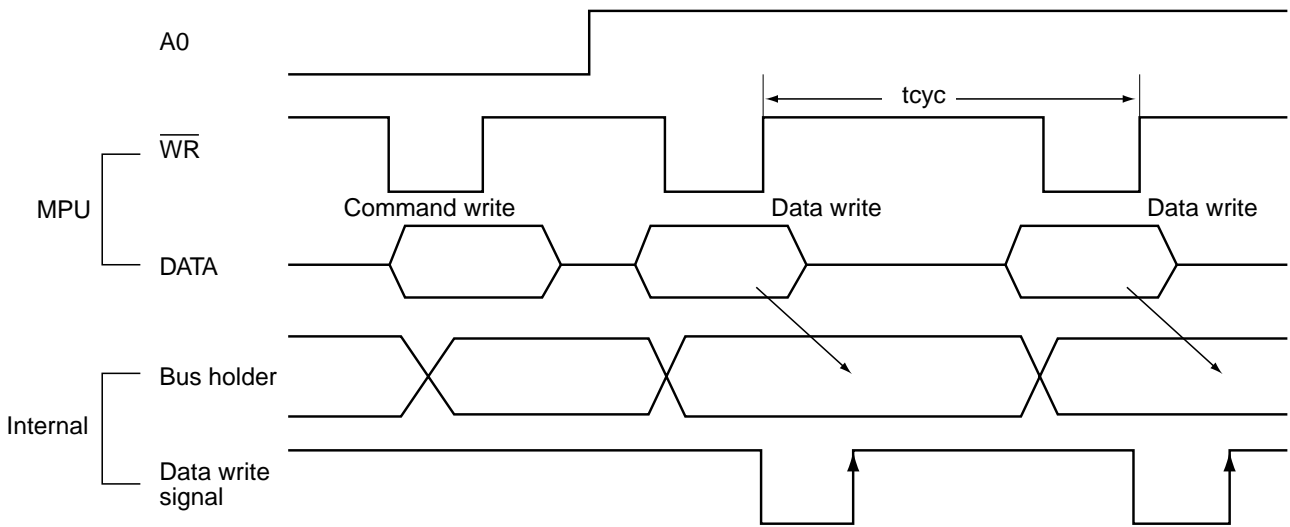 A0
tcyc
WR
MPU
Command write
Data write
Data write
DATA
Bus holder
Internal
Data write
signal